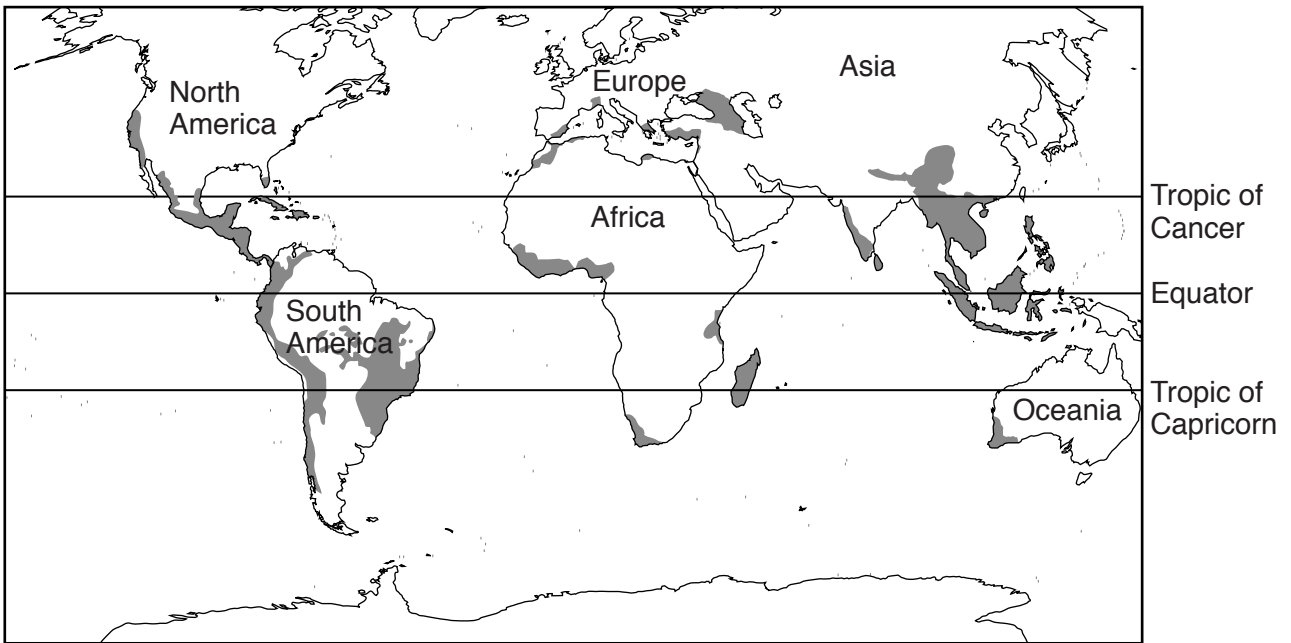 North
America
Europe
Asia
Africa
South
America
Oceania
Tropic of
Cancer
Equator
Tropic of
Capricorn